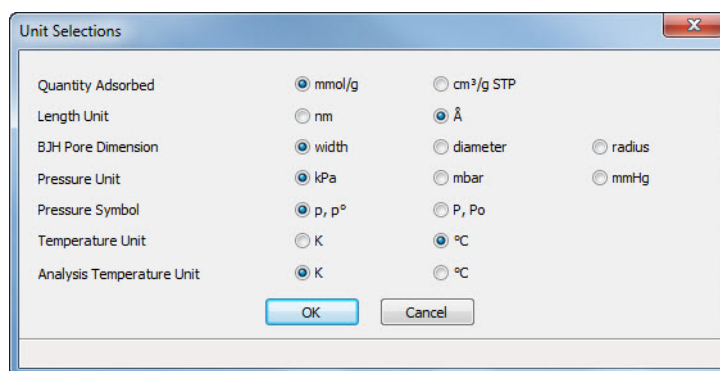 Unit Selections
Quantity Adsorbed mmol/g cm³/g STP
Length Unit nm Å
BJH Pore Dimension width diameter radius
Pressure Unit kPa mbar mmHg
Pressure Symbol p, p° P, Po
Temperature Unit K °C
Analysis Temperature Unit K °C
OK Cancel